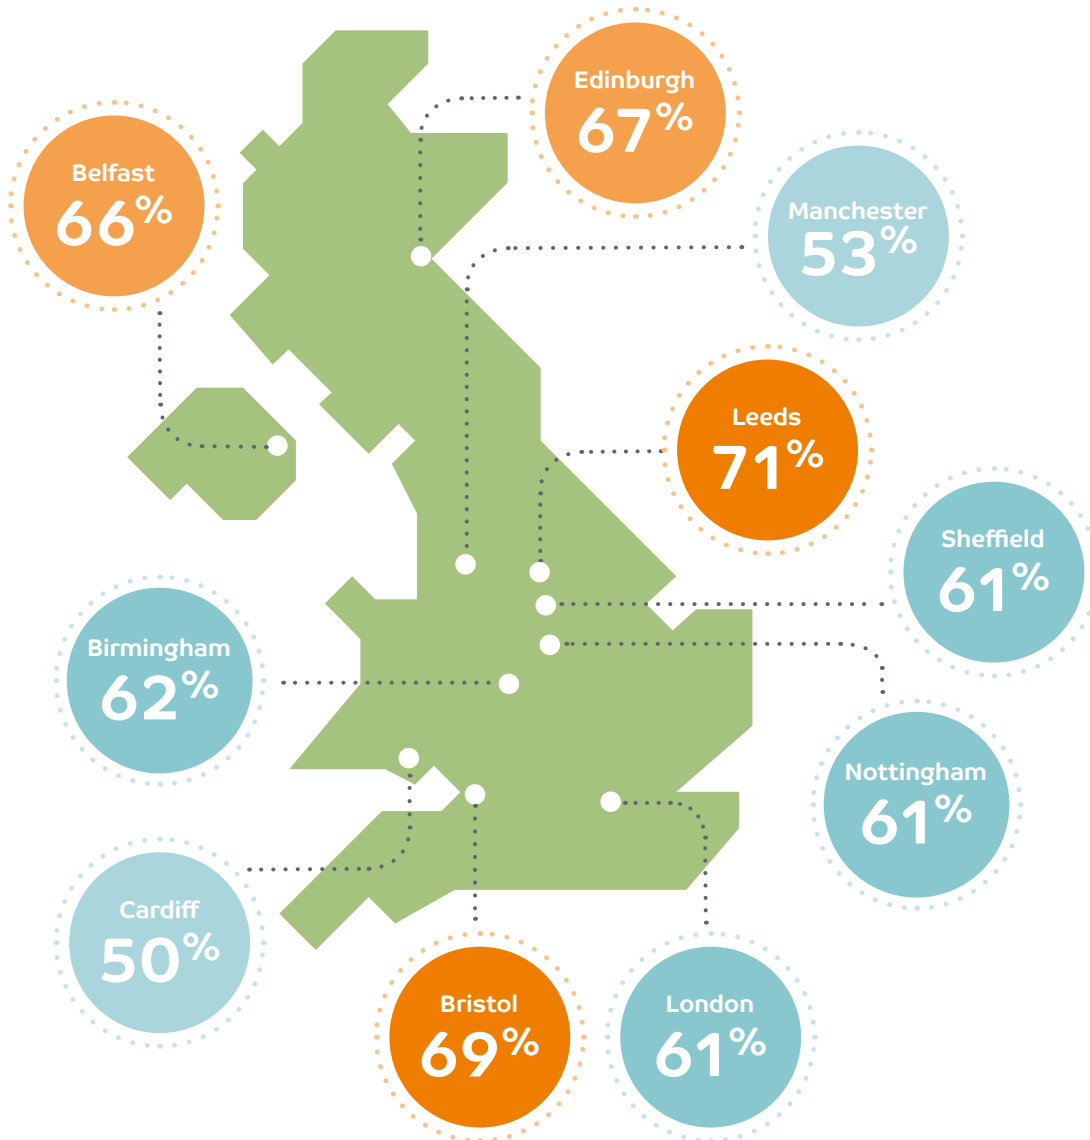 Edinburgh
67%
Belfast
66%
Manchester
53%
Leeds
71%
Sheffield
61%
Birmingham
62%
Nottingham
61%
Cardiff
50%
Bristol
69%
London
61%